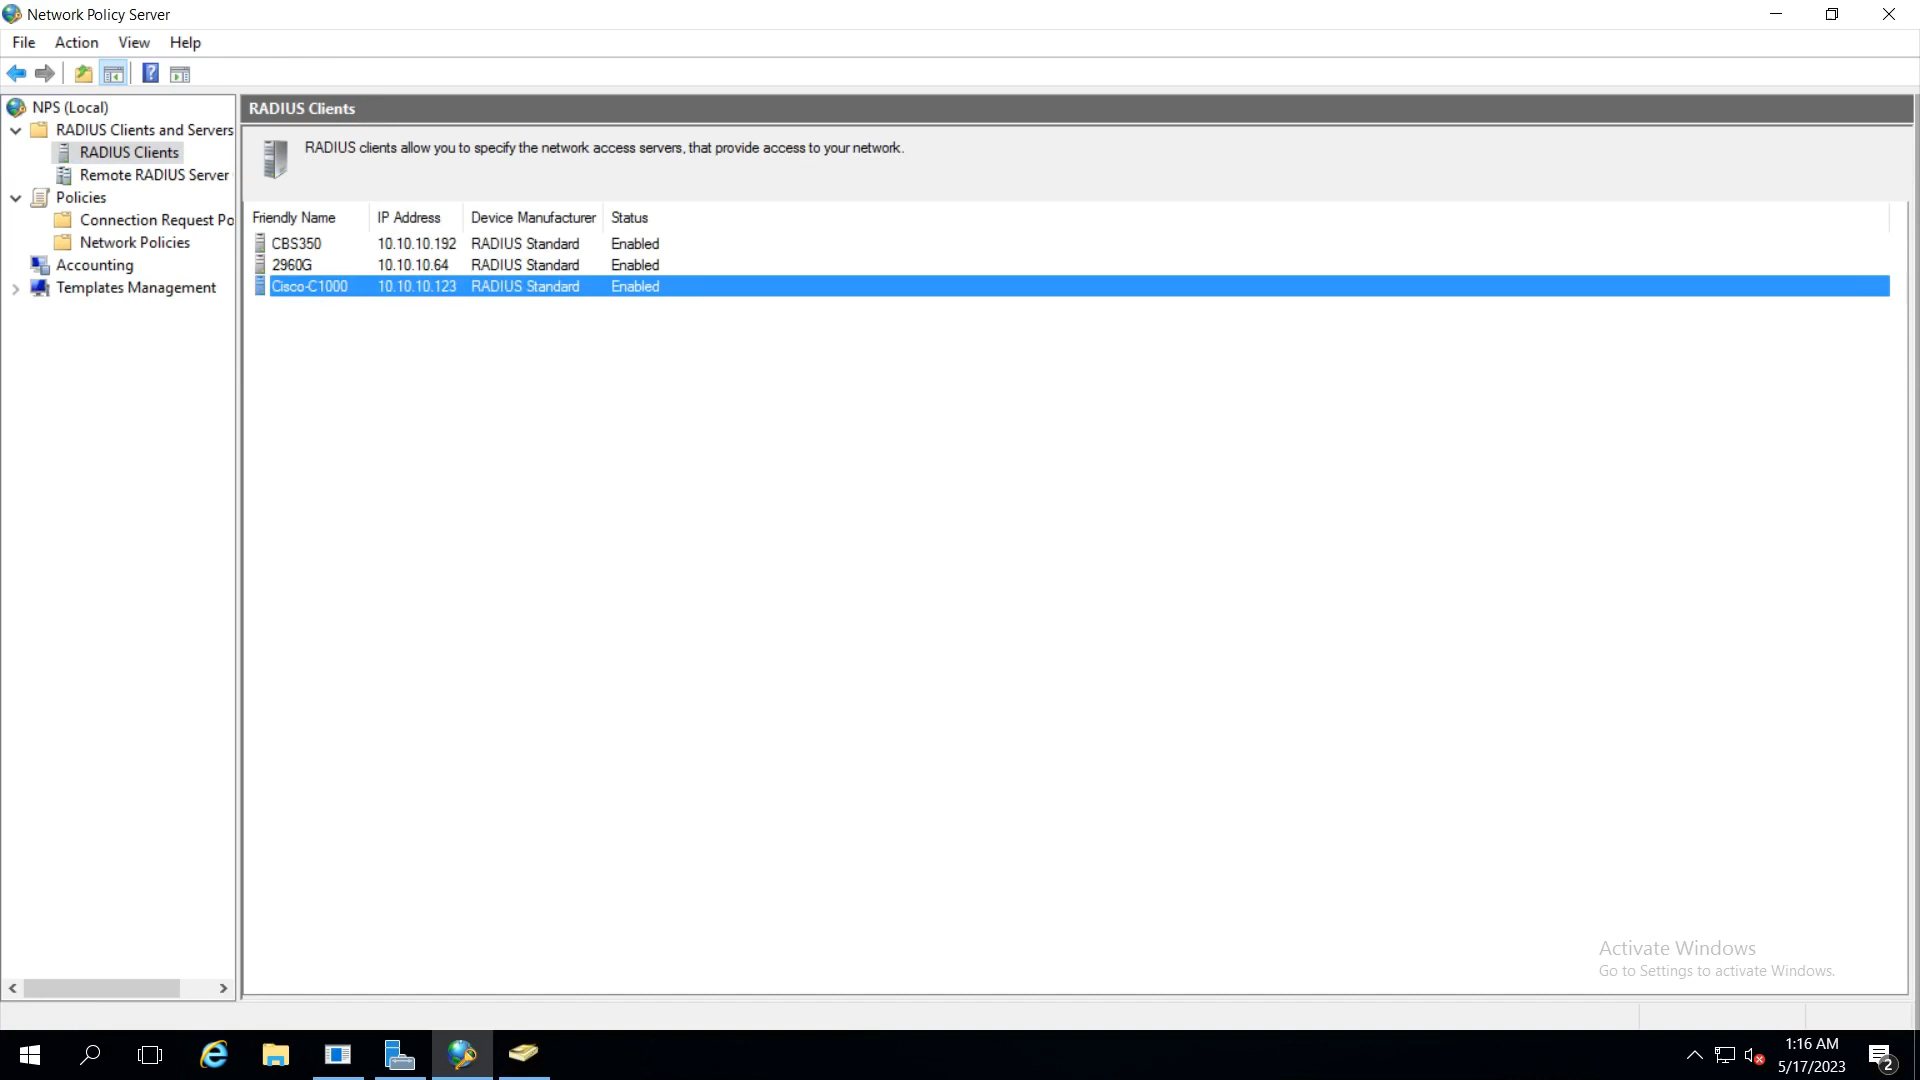 Network Policy Server
File Action View Help
NPS (Local)
RADIUS Clients and Servers
RADIUS Clients
Remote RADIUS Server
Policies
Connection Request Po
Network Policies
Accounting
Templates Management
RADIUS Clients
RADIUS clients allow you to specify the network access servers, that provide access to your network.
Friendly Name IP Address Device Manufacturer Status
CBS350 10.10.10.192 RADIUS Standard Enabled
2960G 10.10.10.64 RADIUS Standard Enabled
Cisco-C1000 10.10.10.123 RADIUS Standard Enabled
Activate Windows
Go to Settings to activate Windows.
1:16 AM
5/17/2023
2